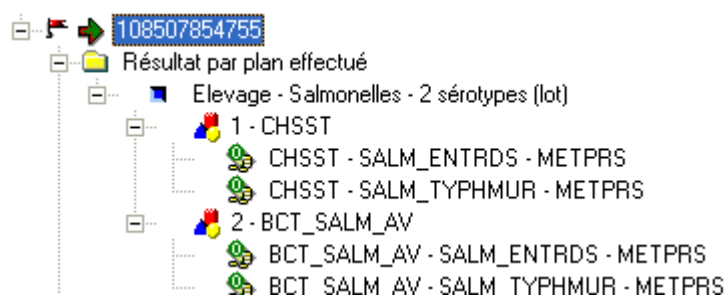 108507854755
Résultat par plan effectué
Elevage - Salmonelles - 2 sérotypes (lot)
1 - CHSST
CHSST - SALM_ENTRDS - METPRS
CHSST - SALM_TYPHMUR - METPRS
2 - BCT_SALM_AV
BCT_SALM_AV - SALM_ENTRDS - METPRS
BCT_SALM_AV - SALM_TYPHMUR - METPRS